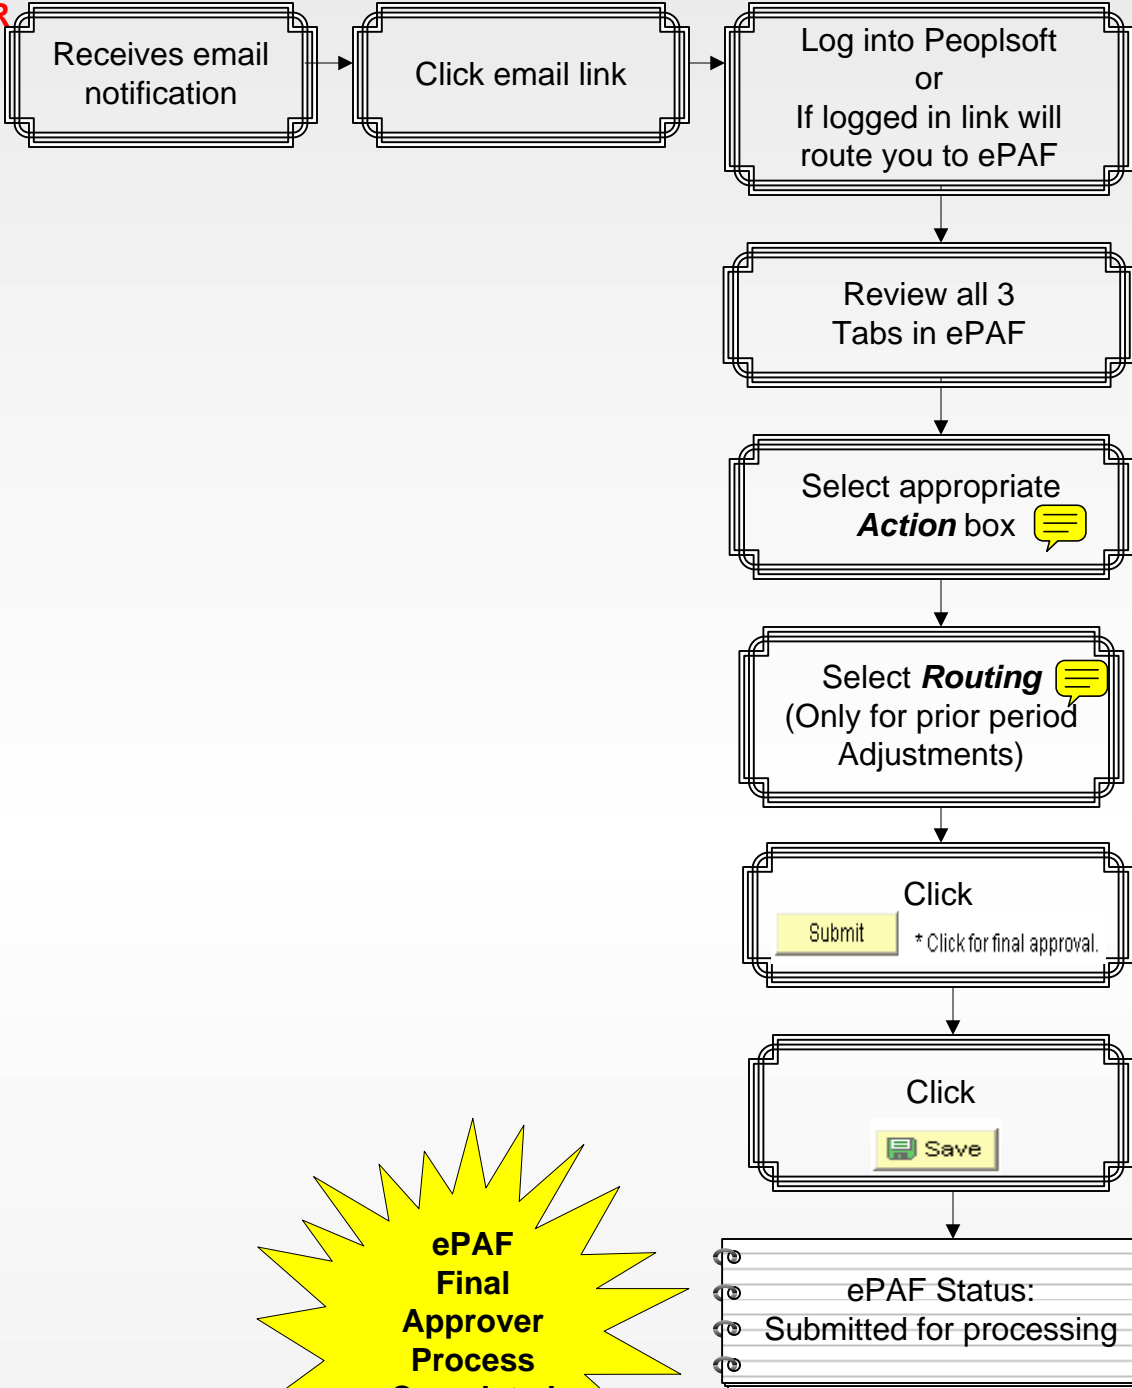 R
Receives email
notification
Click email link
Log into Peoplsoft
or
If logged in link will
route you to ePAF
Review all 3
Tabs in ePAF
Select appropriate
Action box
Select Routing
(Only for prior period
Adjustments)
Click
Submit * Click for final approval.
Click
Save
ePAF Status:
Submitted for processing
ePAF
Final
Approver
Process